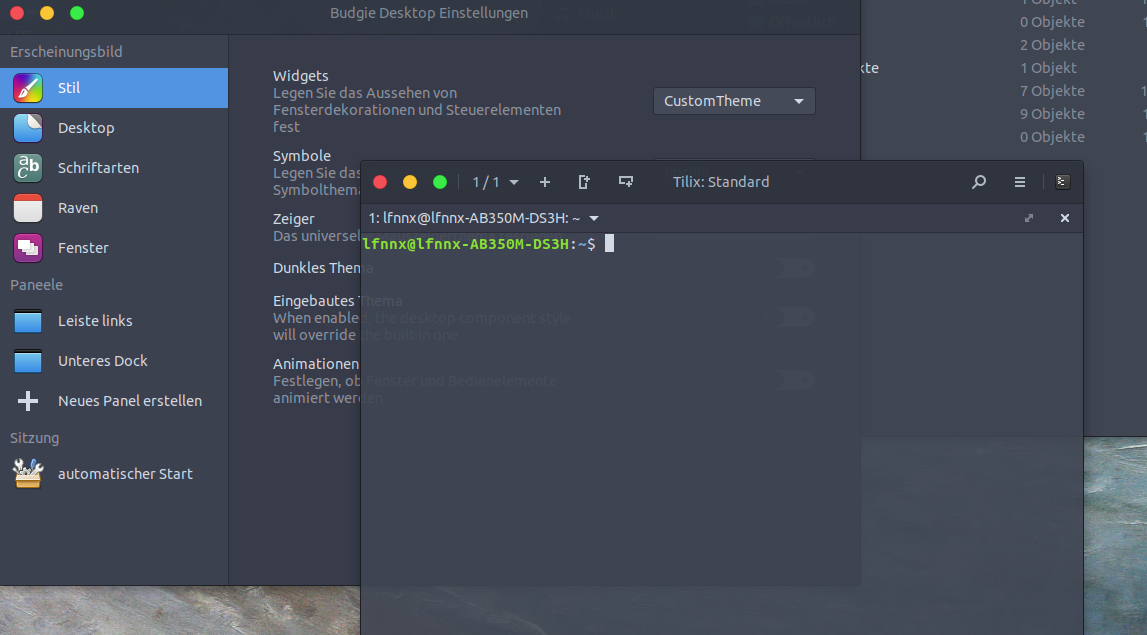 Budgie Desktop Einstellungen
Erscheinungsbild
Stil
Desktop
Schriftarten
Raven
Fenster
Paneele
Leiste links
Unteres Dock
Neues Panel erstellen
Sitzung
automatischer Start
Widgets
Legen Sie das Aussehen von
Fensterdekorationen und Steuerelementen
fest
CustomTheme
Symbole
Legen Sie das
Symbolthema
Zeiger
Das universel
Dunkles Thema
Eingebautes Thema
When enabled, the desktop component style
will override the built-in one
Animationen
Festlegen, ob Fenster und Bedienelemente
animiert werden
1 Objekte
0 Objekte
2 Objekte
kte
1 Objekt
7 Objekte
9 Objekte
0 Objekte
1 / 1
Tilix: Standard
1: lfnnx@lfnnx-AB350M-DS3H: ~
lfnnx@lfnnx-AB350M-DS3H:~$